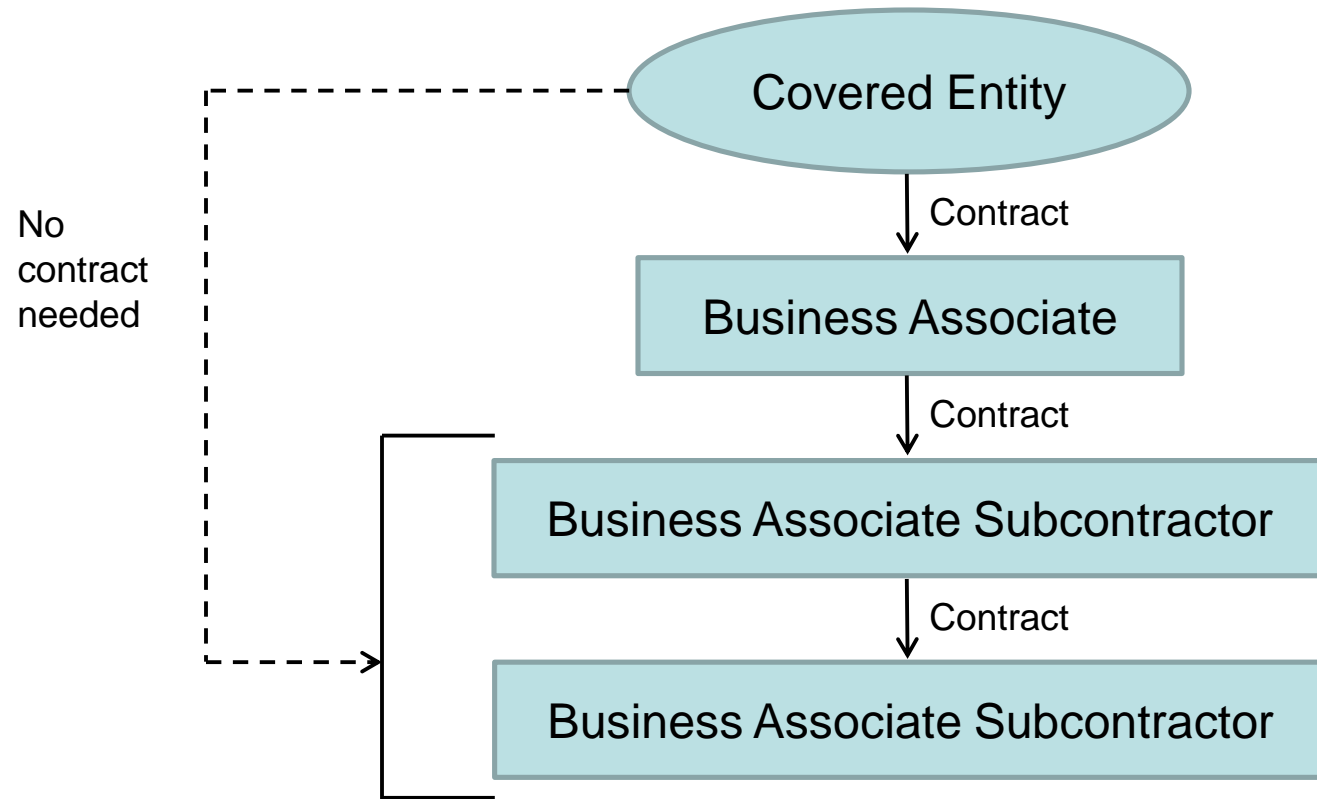 Covered Entity
Contract
No
contract
needed
Business Associate
Contract
Business Associate Subcontractor
Contract
Business Associate Subcontractor